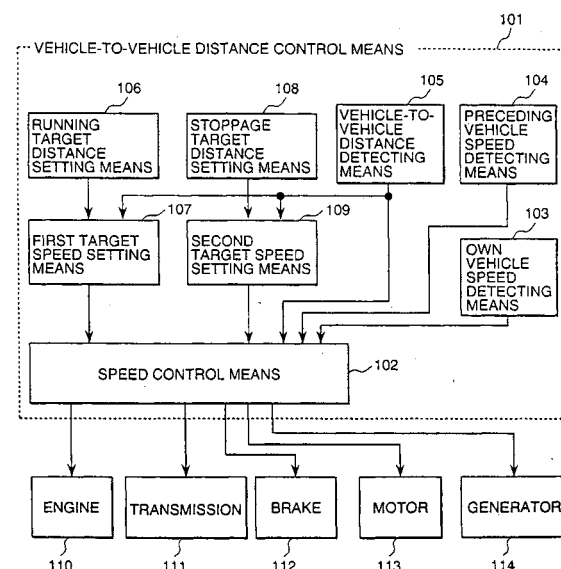 101
VEHICLE-TO-VEHICLE DISTANCE CONTROL MEANS
106
108
105
104
RUNNING
TARGET
DISTANCE
SETTING MEANS
STOPPAGE
TARGET
DISTANCE
SETTING MEANS
VEHICLE-TO-
VEHICLE
DISTANCE
DETECTING
MEANS
PRECEDING
VEHICLE
SPEED
DETECTING
MEANS
107
109
103
FIRST TARGET
SPEED SETTING
MEANS
SECOND
TARGET SPEED
SETTING MEANS
OWN
VEHICLE
SPEED
DETECTING
MEANS
SPEED CONTROL MEANS
102
ENGINE
TRANSMISSION
BRAKE
MOTOR
GENERATOR
110
111
112
113
114